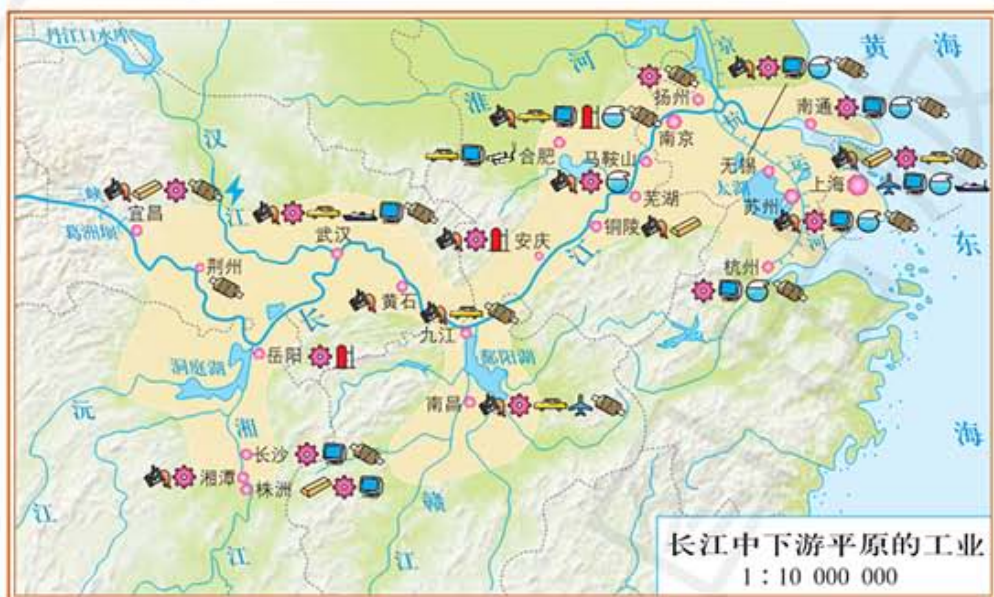 丹江口水库
汉
江
淮
河
京
杭
运
河
黄
海
东
海
扬州
南通
南京
合肥
马鞍山
无锡
太湖
上海
苏州
芜湖
三峡
宜昌
葛洲坝
武汉
安庆
铜陵
江
荆州
黄石
杭州
长
九江
岳阳
洞庭湖
鄱阳湖
南昌
沅
江
湘
江
长沙
湘潭
株洲
赣
江
长江中下游平原的工业
1：10 000 000